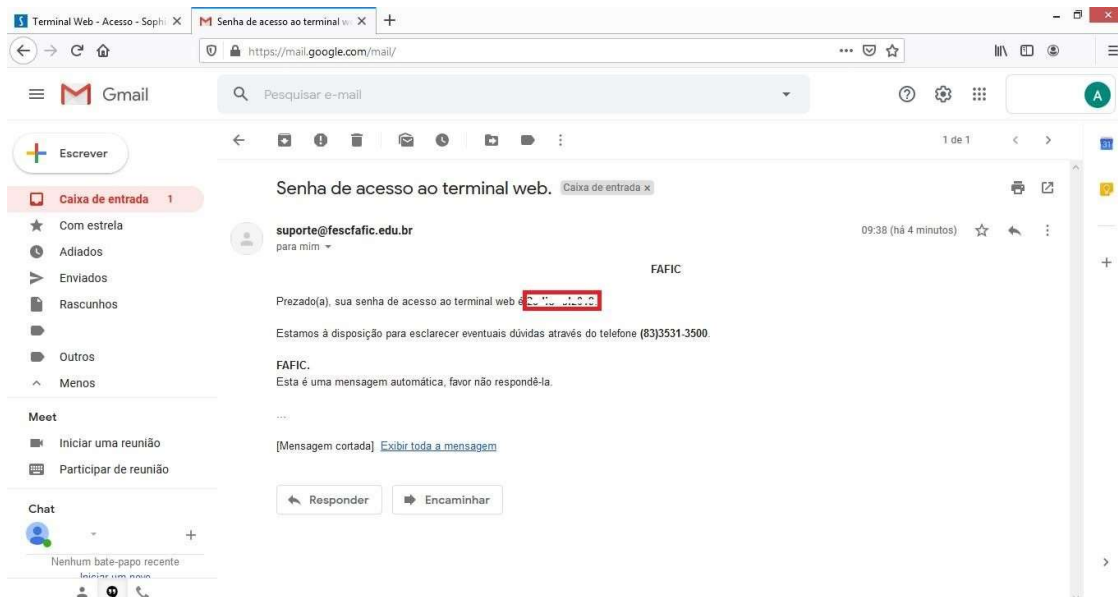 Terminal Web - Acesso - Sophi
Senha de acesso ao terminal w
https://mail.google.com/mail/
Gmail
Pesquisar e-mail
A
Escrever
1 de 1
31
Senha de acesso ao terminal web. Caixa de entrada x
Caixa de entrada 1
Com estrela
Adiados
Enviados
Rascunhos
Outros
Menos
suporte@fescfafic.edu.br
09:38 (há 4 minutos)
para mim
FAFIC
Prezado(a), sua senha de acesso ao terminal web é
Estamos à disposição para esclarecer eventuais dúvidas através do telefone (83)3531-3500.
FAFIC.
Esta é uma mensagem automática, favor não respondê-la.
...
[Mensagem cortada] Exibir toda a mensagem
Responder
Encaminhar
Meet
Iniciar uma reunião
Participar de reunião
Chat
Nenhum bate-papo recente
Iniciar um novo